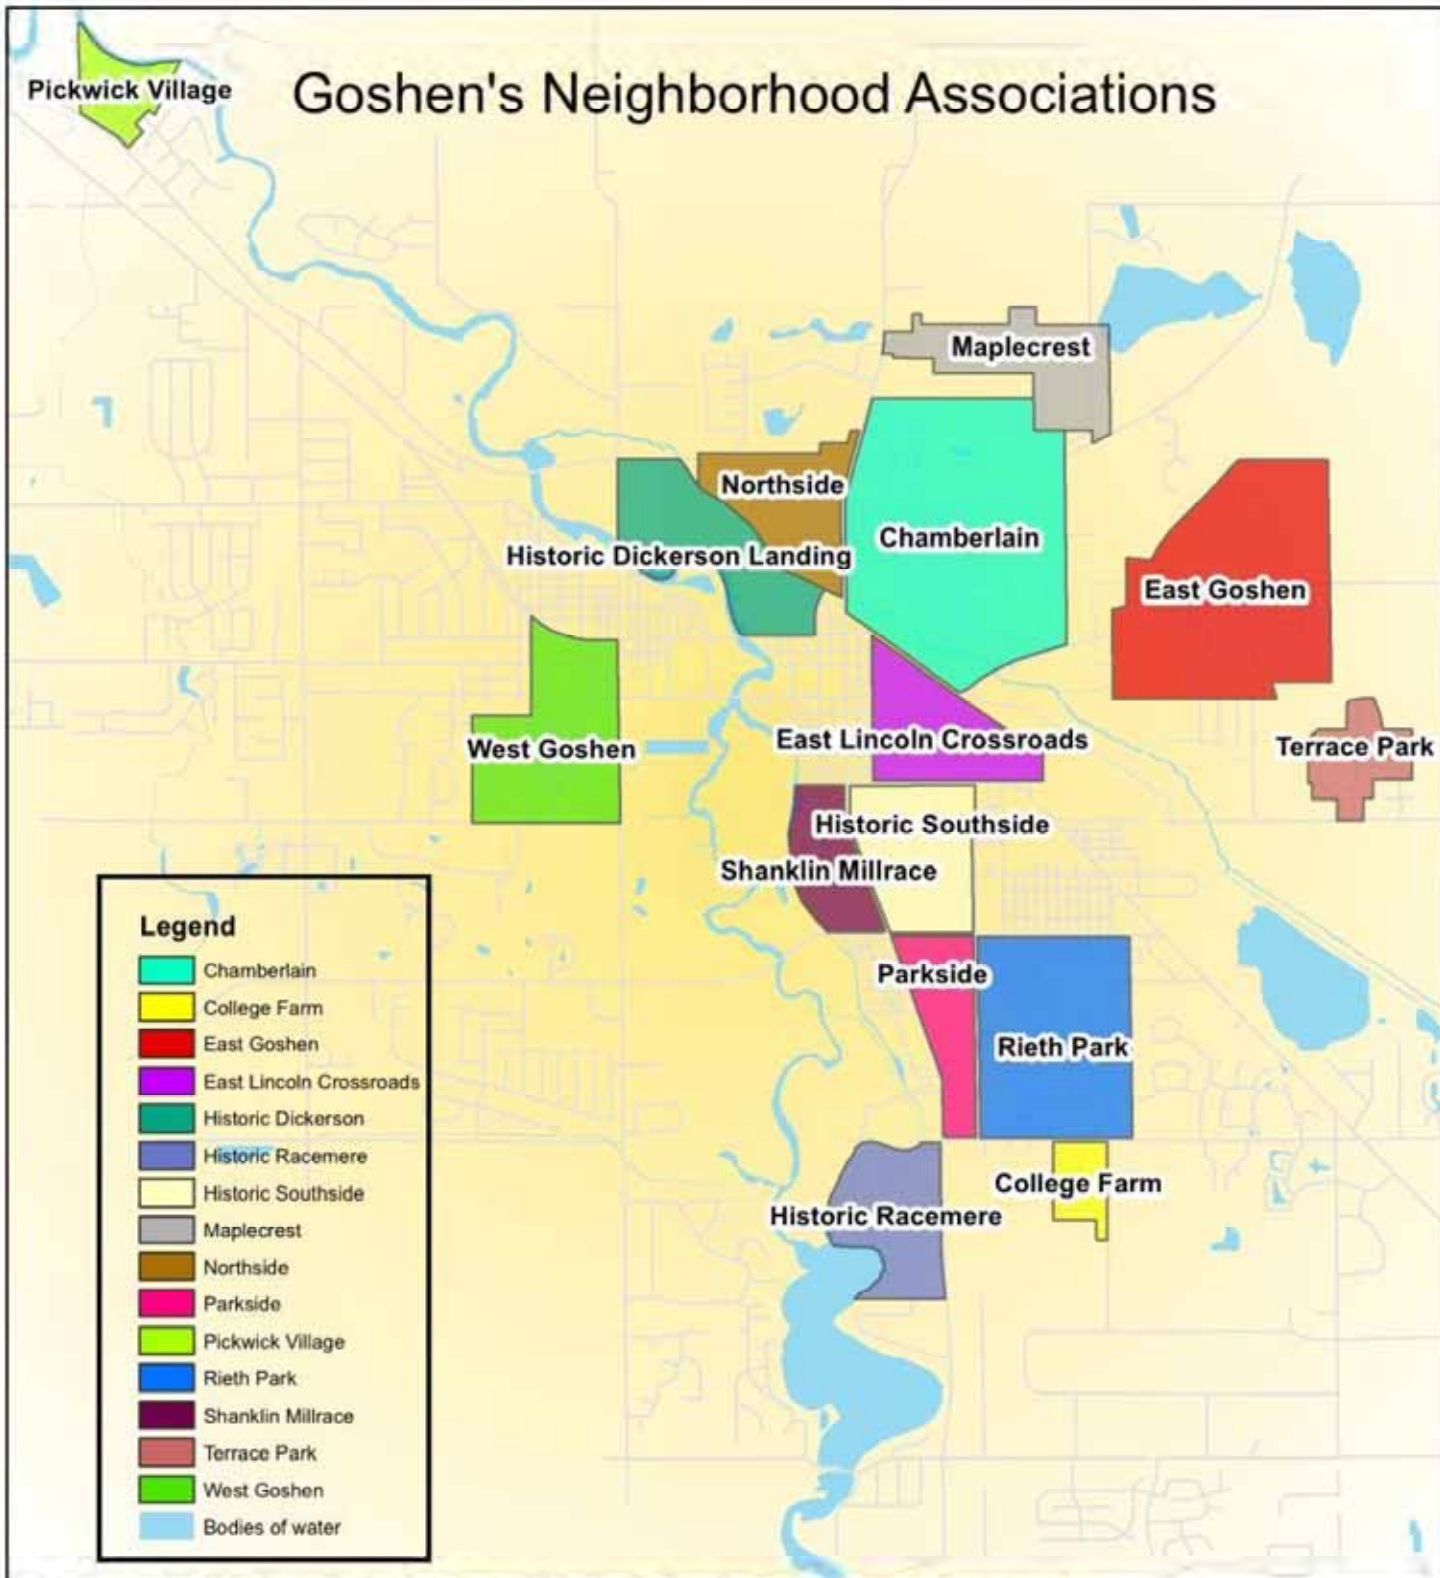 Pickwick Village
Goshen's Neighborhood Associations
Maplecrest
Northside
Chamberlain
Historic Dickerson Landing
East Goshen
East Lincoln Crossroads
Terrace Park
West Goshen
Historic Southside
Shanklin Millrace
Parkside
Rieth Park
College Farm
Historic Racemere
Legend
Chamberlain
College Farm
East Goshen
East Lincoln Crossroads
Historic Dickerson
Historic Racemere
Historic Southside
Maplecrest
Northside
Parkside
Pickwick Village
Rieth Park
Shanklin Millrace
Terrace Park
West Goshen
Bodies of water